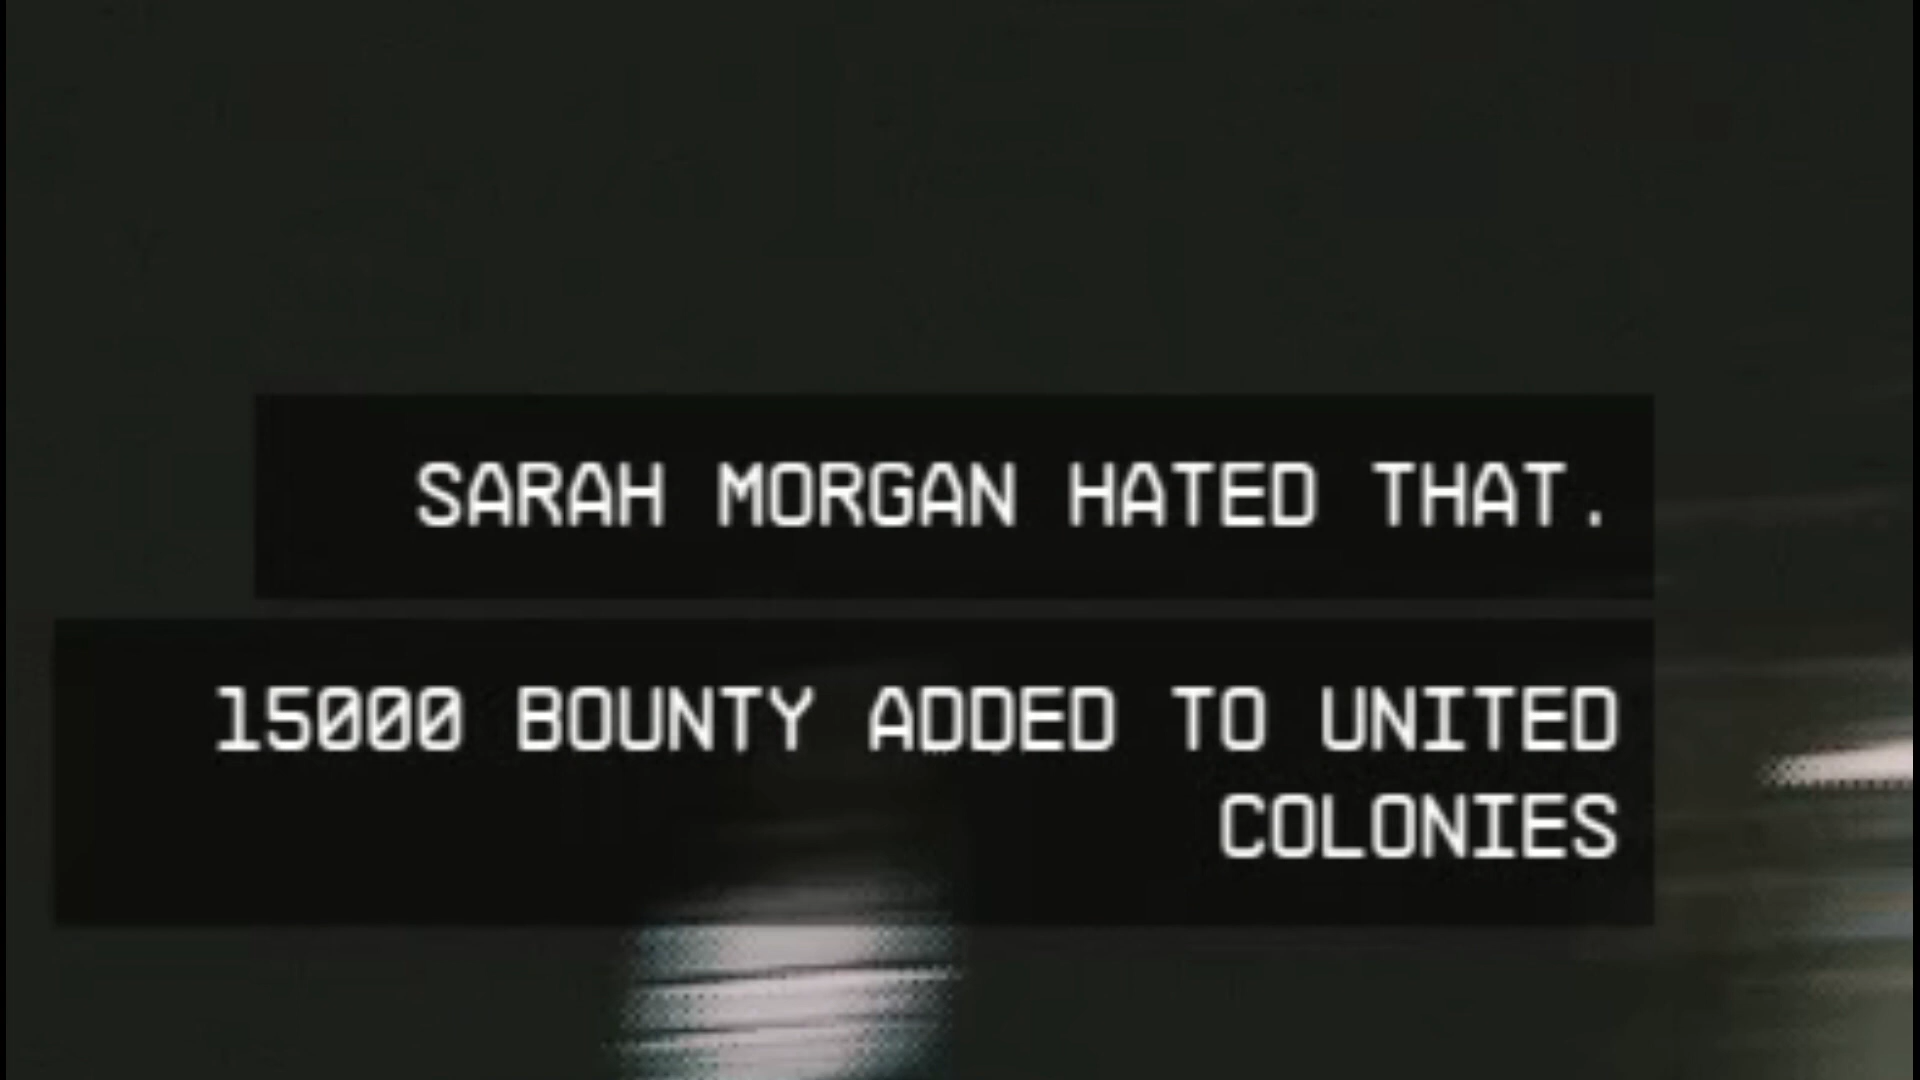 SARAH MORGAN HATED THAT.
15000 BOUNTY ADDED TO UNITED
COLONIES